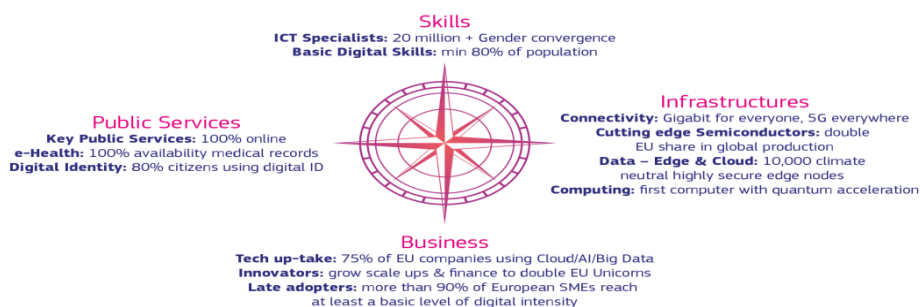 Skills
ICT Specialists: 20 million + Gender convergence
Basic Digital Skills: min 80% of population
Public Services
Key Public Services: 100% online
e-Health: 100% availability medical records
Digital Identity: 80% citizens using digital ID
Infrastructures
Connectivity: Gigabit for everyone, 5G everywhere
Cutting edge Semiconductors: double
EU share in global production
Data – Edge & Cloud: 10,000 climate
neutral highly secure edge nodes
Computing: first computer with quantum acceleration
Business
Tech up-take: 75% of EU companies using Cloud/AI/Big Data
Innovators: grow scale ups & finance to double EU Unicorns
Late adopters: more than 90% of European SMEs reach
at least a basic level of digital intensity